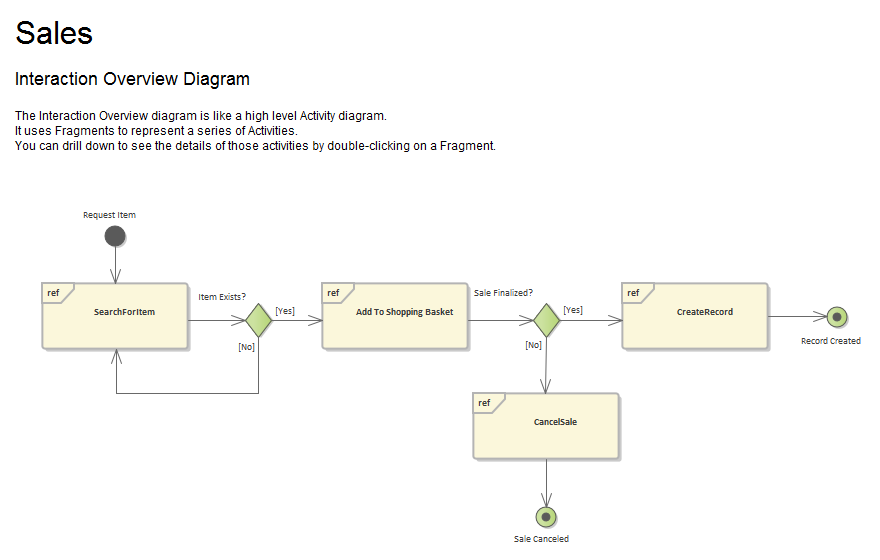 Sales
Interaction Overview Diagram
The Interaction Overview diagram is like a high level Activity diagram.
It uses Fragments to represent a series of Activities.
You can drill down to see the details of those activities by double-clicking on a Fragment.
Request Item
ref
SearchForItem
Item Exists?
[Yes]
[No]
ref
Add To Shopping Basket
Sale Finalized?
[Yes]
[No]
ref
CreateRecord
Record Created
ref
CancelSale
Sale Canceled